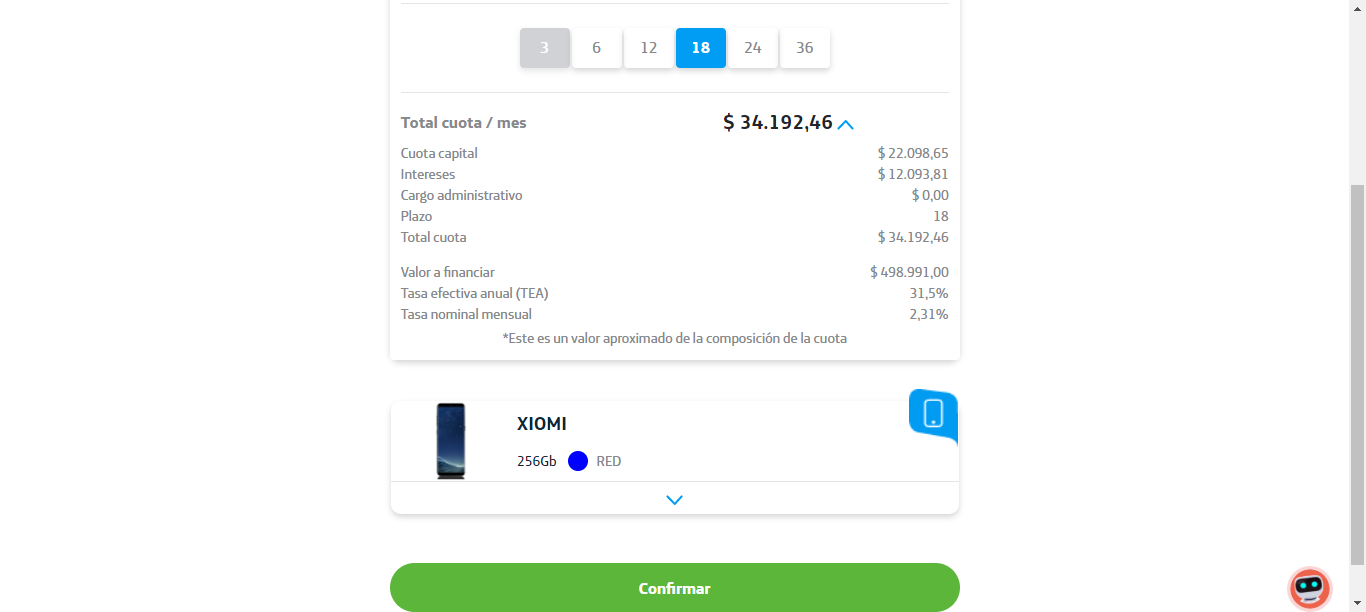 3 6 12 18 24 36
Total cuota / mes $ 34.192,46
Cuota capital $ 22.098,65
Intereses $ 12.093,81
Cargo administrativo $ 0,00
Plazo 18
Total cuota $ 34.192,46
Valor a financiar $ 498.991,00
Tasa efectiva anual (TEA) 31,5%
Tasa nominal mensual 2,31%
*Este es un valor aproximado de la composición de la cuota
XIOMI
256Gb RED
Confirmar